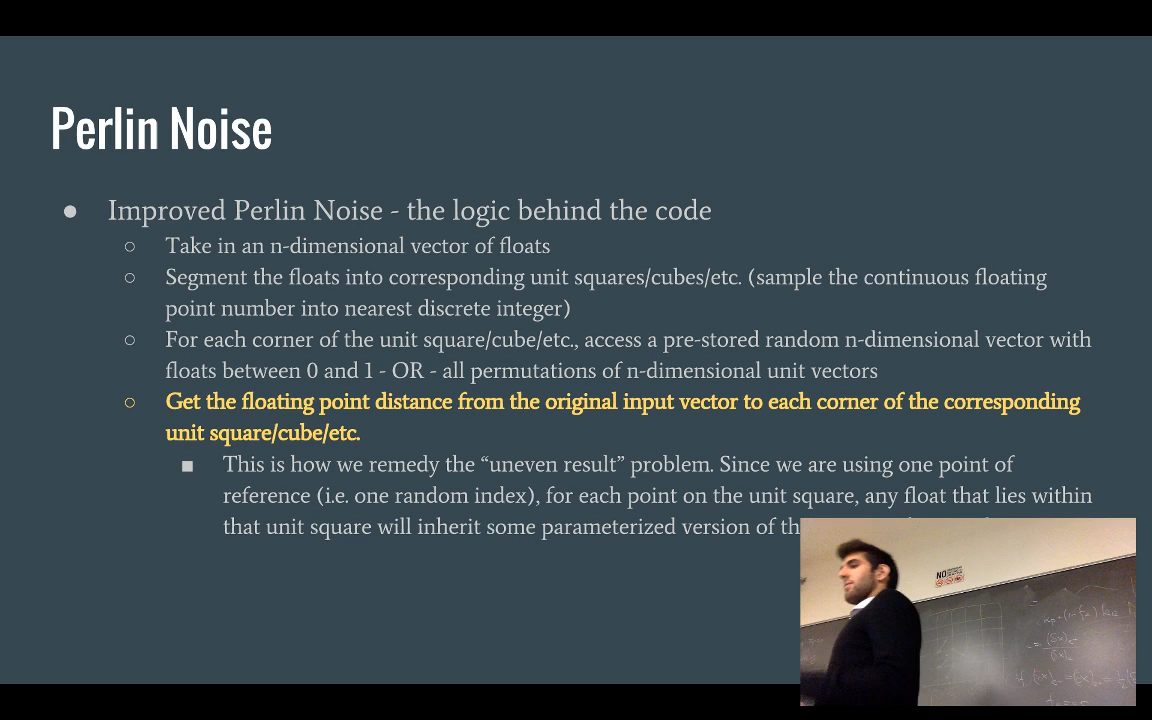 Perlin Noise
● Improved Perlin Noise - the logic behind the code
○ Take in an n-dimensional vector of floats
○ Segment the floats into corresponding unit squares/cubes/etc. (sample the continuous floating
point number into nearest discrete integer)
○ For each corner of the unit square/cube/etc., access a pre-stored random n-dimensional vector with
floats between 0 and 1 - OR - all permutations of n-dimensional unit vectors
○ Get the floating point distance from the original input vector to each corner of the corresponding
unit square/cube/etc.
■ This is how we remedy the “uneven result” problem. Since we are using one point of
reference (i.e. one random index), for each point on the unit square, any float that lies within
that unit square will inherit some parameterized version of
NO